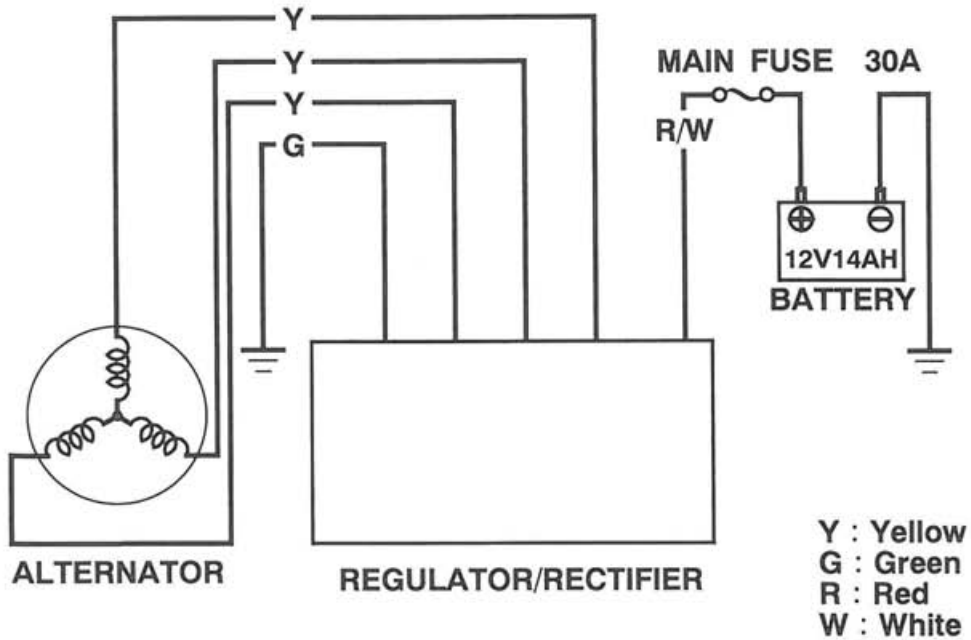 Y
Y
Y
G
MAIN FUSE 30A
R/W
12V14AH
BATTERY
ALTERNATOR
REGULATOR/RECTIFIER
Y : Yellow
G : Green
R : Red
W : White